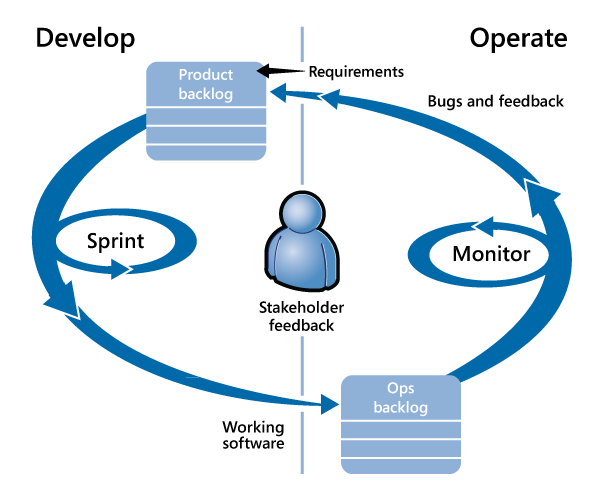 Develop
Operate
Product
backlog
Requirements
Bugs and feedback
Sprint
Monitor
Stakeholder
feedback
Ops
backlog
Working
software